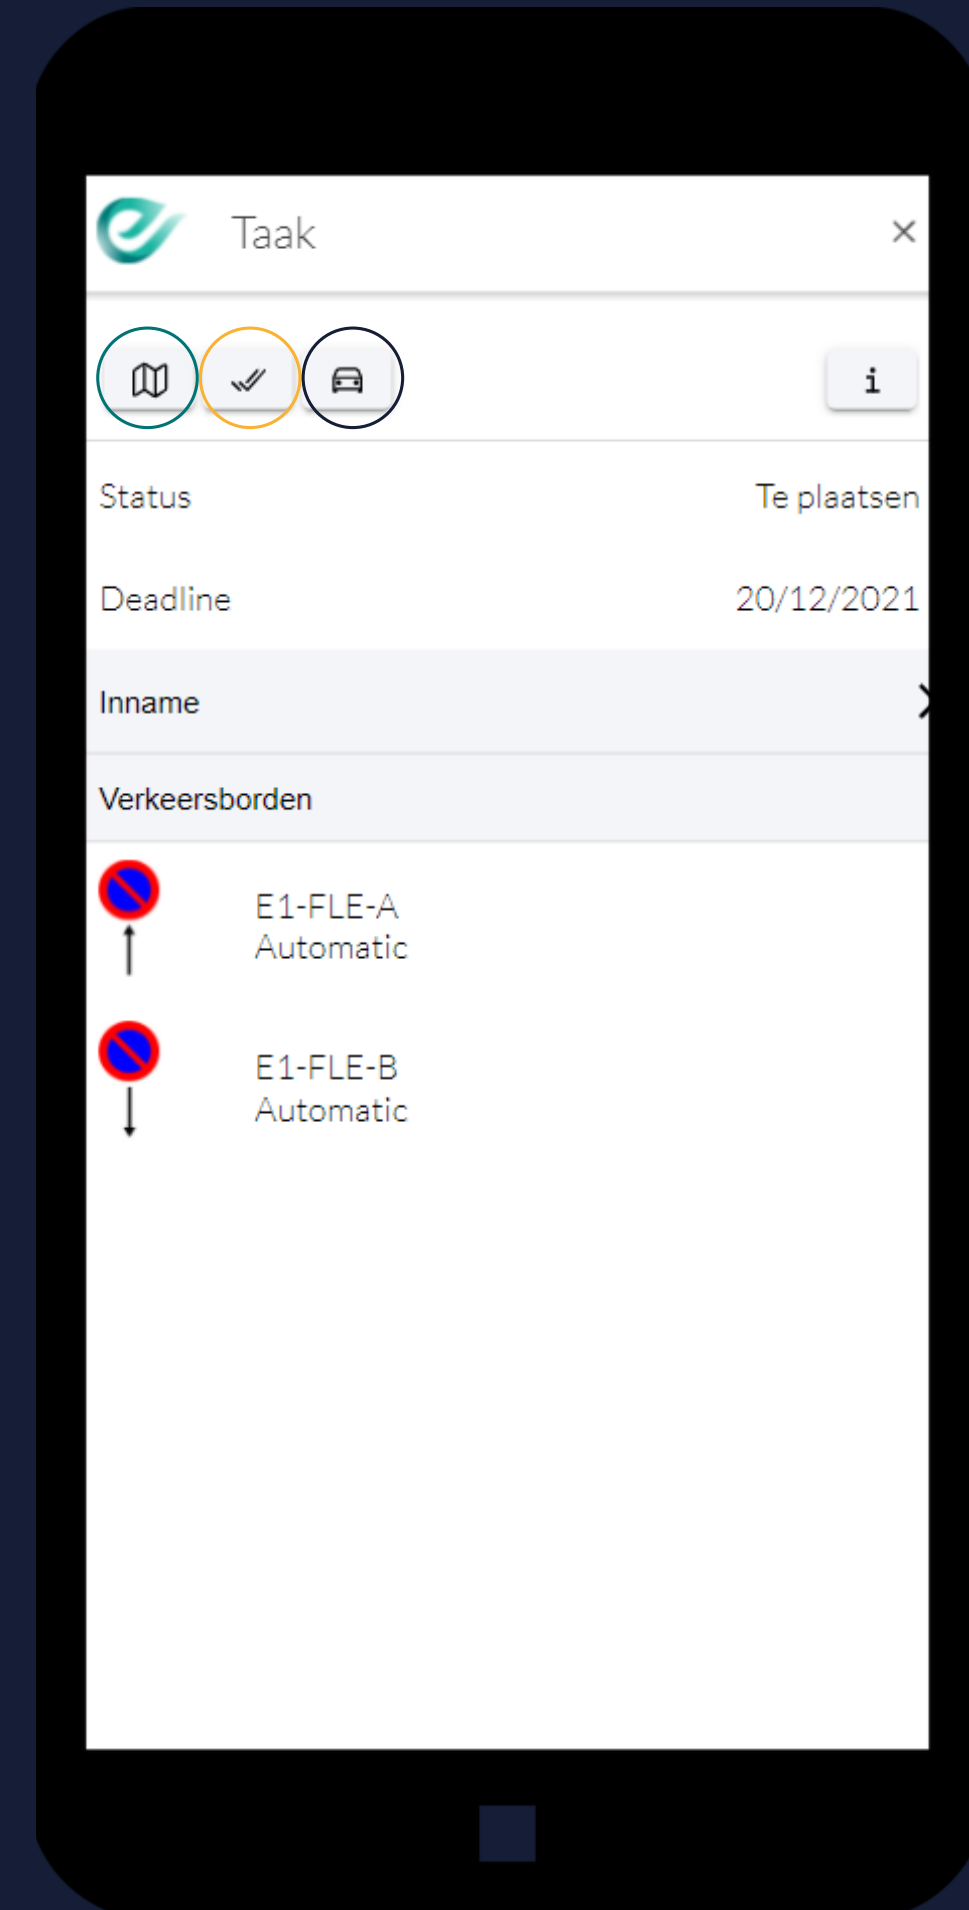 Taak
i
Status
Te plaatsen
Deadline
20/12/2021
Inname
Verkeersborden
E1-FLE-A
Automatic
E1-FLE-B
Automatic